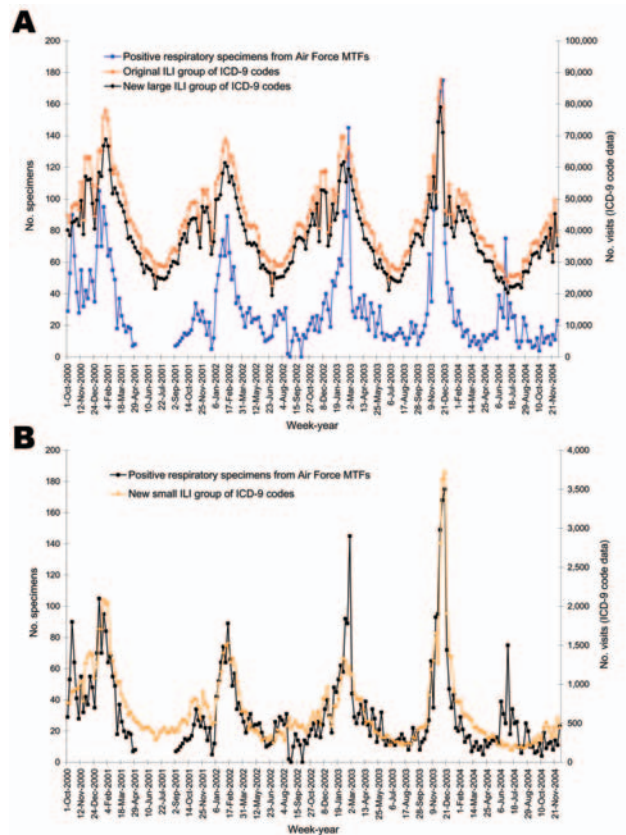 A
Positive respiratory specimens from Air Force MTFs
Original ILI group of ICD-9 codes
New large ILI group of ICD-9 codes
No. specimens
200
180
160
140
120
100
80
60
40
20
0
100,000
90,000
80,000
70,000
60,000
50,000
40,000
30,000
20,000
10,000
0
No. visits (ICD-9 code data)
1-Oct-2000
12-Nov-2000
24-Dec-2000
4-Feb-2001
18-Mar-2001
29-Apr-2001
10-Jun-2001
22-Jul-2001
2-Sep-2001
14-Oct-2001
25-Nov-2001
6-Jan-2002
17-Feb-2002
31-Mar-2002
12-May-2002
23-Jun-2002
4-Aug-2002
15-Sep-2002
27-Oct-2002
8-Dec-2002
19-Jan-2003
2-Mar-2003
13-Apr-2003
25-May-2003
6-Jul-2003
17-Aug-2003
28-Sep-2003
9-Nov-2003
21-Dec-2003
1-Feb-2004
14-Mar-2004
25-Apr-2004
6-Jun-2004
18-Jul-2004
29-Aug-2004
10-Oct-2004
21-Nov-2004
Week-year
B
Positive respiratory specimens from Air Force MTFs
New small ILI group of ICD-9 codes
No. specimens
200
180
160
140
120
100
80
60
40
20
0
4,000
3,500
3,000
2,500
2,000
1,500
1,000
500
0
No. visits (ICD-9 code data)
1-Oct-2000
12-Nov-2000
24-Dec-2000
4-Feb-2001
18-Mar-2001
29-Apr-2001
10-Jun-2001
22-Jul-2001
2-Sep-2001
14-Oct-2001
25-Nov-2001
6-Jan-2002
17-Feb-2002
31-Mar-2002
12-May-2002
23-Jun-2002
4-Aug-2002
15-Sep-2002
27-Oct-2002
8-Dec-2002
19-Jan-2003
2-Mar-2003
13-Apr-2003
25-May-2003
6-Jul-2003
17-Aug-2003
28-Sep-2003
9-Nov-2003
21-Dec-2003
1-Feb-2004
14-Mar-2004
25-Apr-2004
6-Jun-2004
18-Jul-2004
29-Aug-2004
10-Oct-2004
21-Nov-2004
Week-year